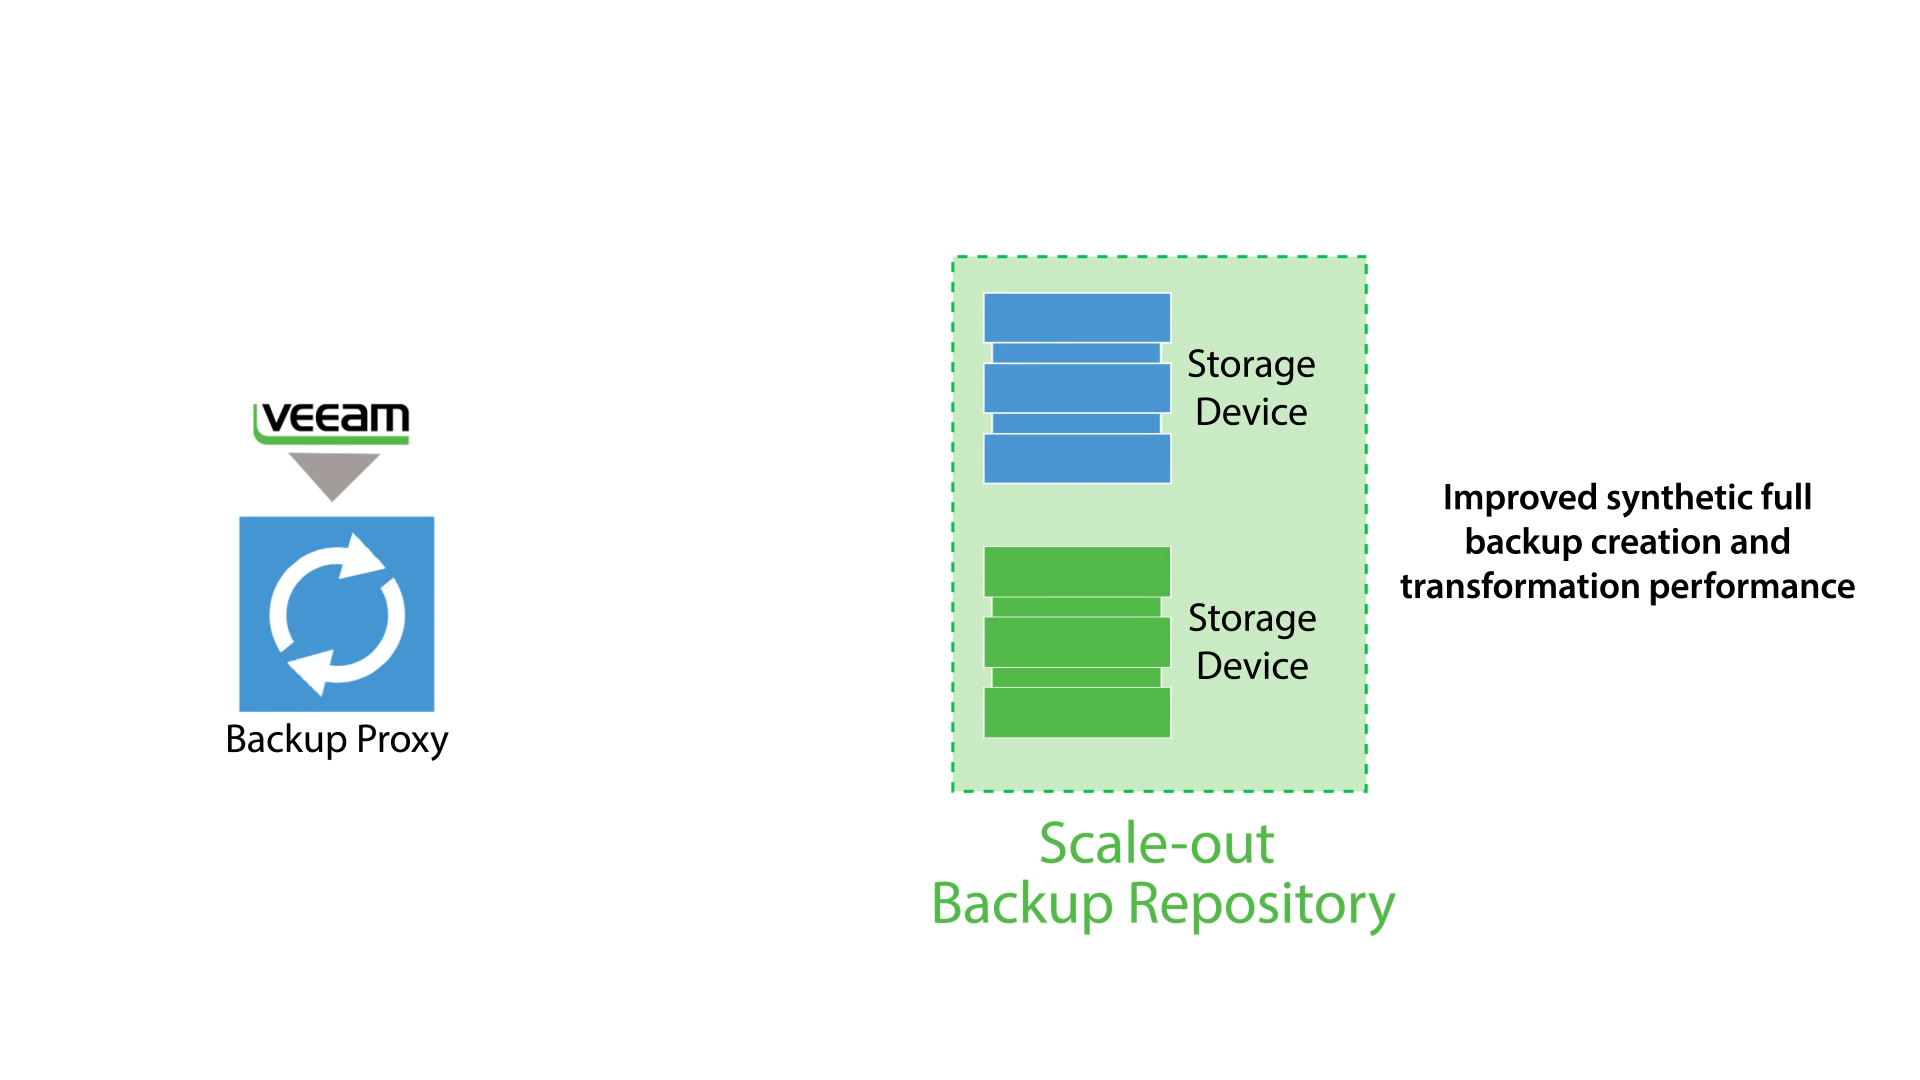 veeam
Backup Proxy
Storage
Device
Storage
Device
Improved synthetic full
backup creation and
transformation performance
Scale-out
Backup Repository